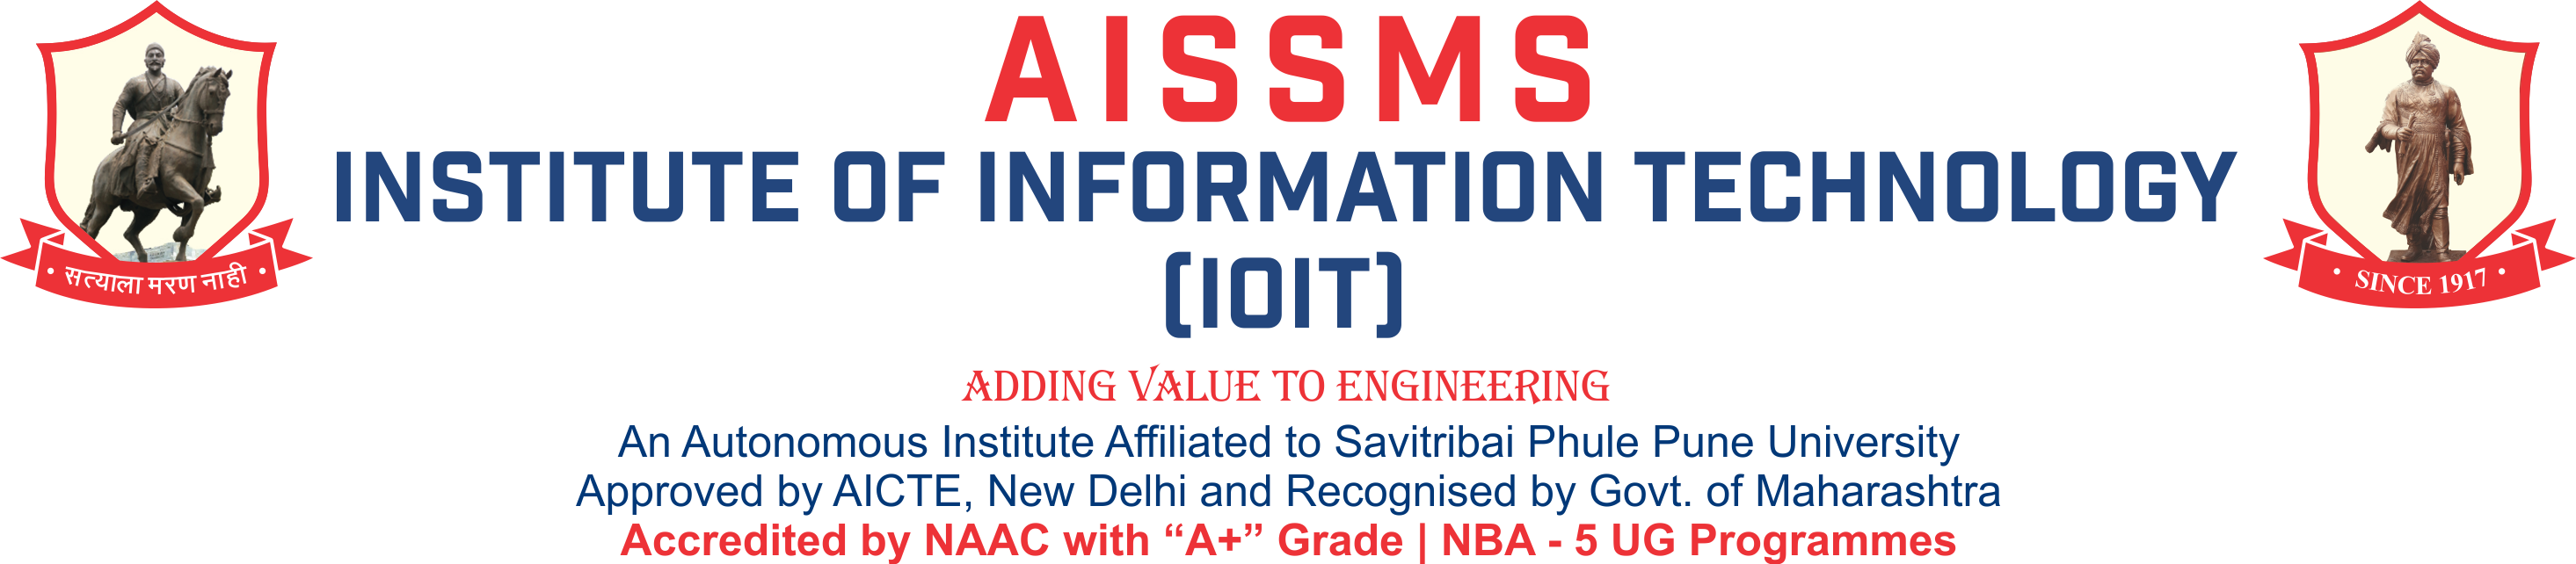 AISSMS
INSTITUTE OF INFORMATION TECHNOLOGY
(IOIT)
सत्याला मरण नाही
SINCE 1917
ADDING VALUE TO ENGINEERING
An Autonomous Institute Affiliated to Savitribai Phule Pune University
Approved by AICTE, New Delhi and Recognised by Govt. of Maharashtra
Accredited by NAAC with “A+” Grade | NBA - 5 UG Programmes